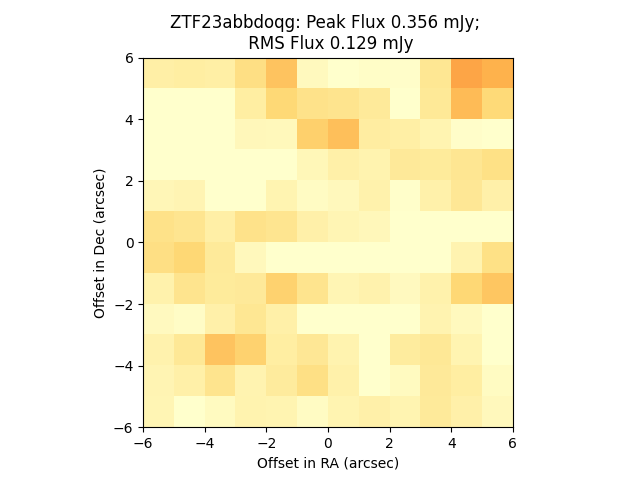 ZTF23abbdoqg: Peak Flux 0.356 mJy;
RMS Flux 0.129 mJy
6
4
2
0
−2
−4
−6
Offset in Dec (arcsec)
−6 −4 −2 0 2 4 6
Offset in RA (arcsec)